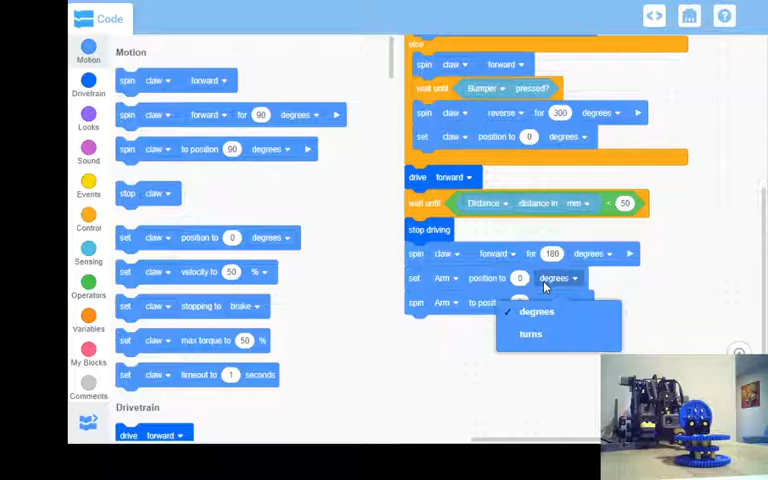 Code
Motion
Drivetrain
Looks
Sound
Events
Control
Sensing
Operators
Variables
My Blocks
Comments
Motion
spin claw forward
spin claw forward for 90 degrees
spin claw to position 90 degrees
stop claw
set claw position to 0 degrees
set claw velocity to 50 %
set claw stopping to brake
set claw max torque to 50 %
set claw timeout to 1 seconds
Drivetrain
drive forward
else
spin claw forward
wait until Bumper pressed?
spin claw reverse for 300 degrees
set claw position to 0 degrees
drive forward
wait until Distance distance in mm < 50
stop driving
spin claw forward for 180 degrees
set Arm position to 0 degrees
spin Arm to posit
✓ degrees
turns